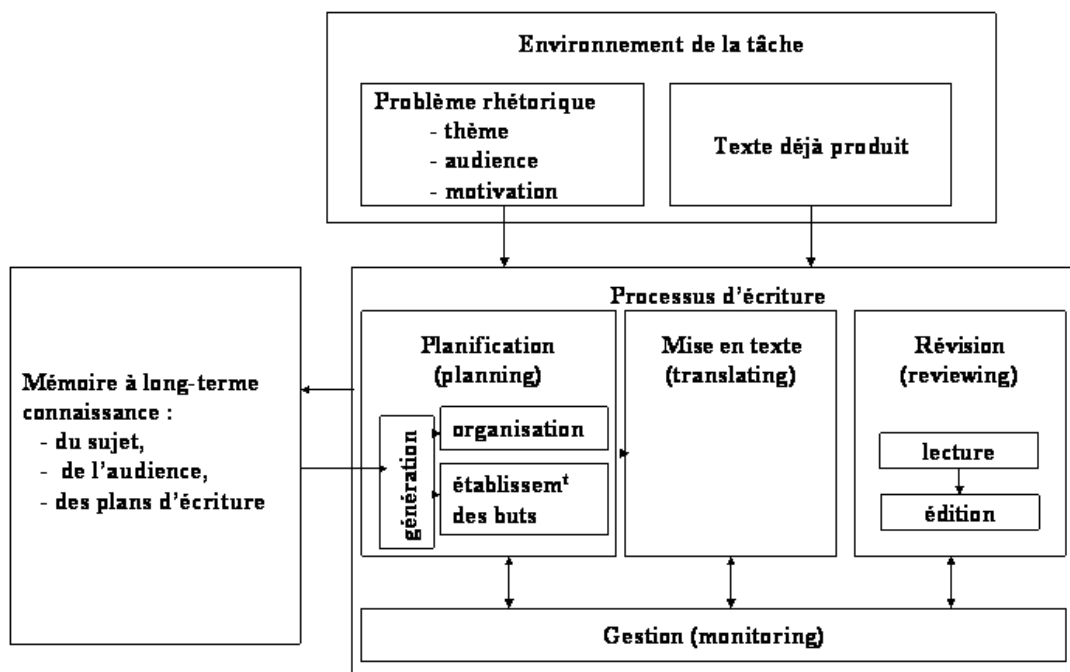 Environnement de la tâche
Problème rhétorique
- thème
- audience
- motivation
Texte déjà produit
Mémoire à long-terme
connaissance :
- du sujet,
- de l'audience,
- des plans d'écriture
Processus d'écriture
Planification
(planning)
génération
organisation
établissemᵗ
des buts
Mise en texte
(translating)
Révision
(reviewing)
lecture
édition
Gestion (monitoring)